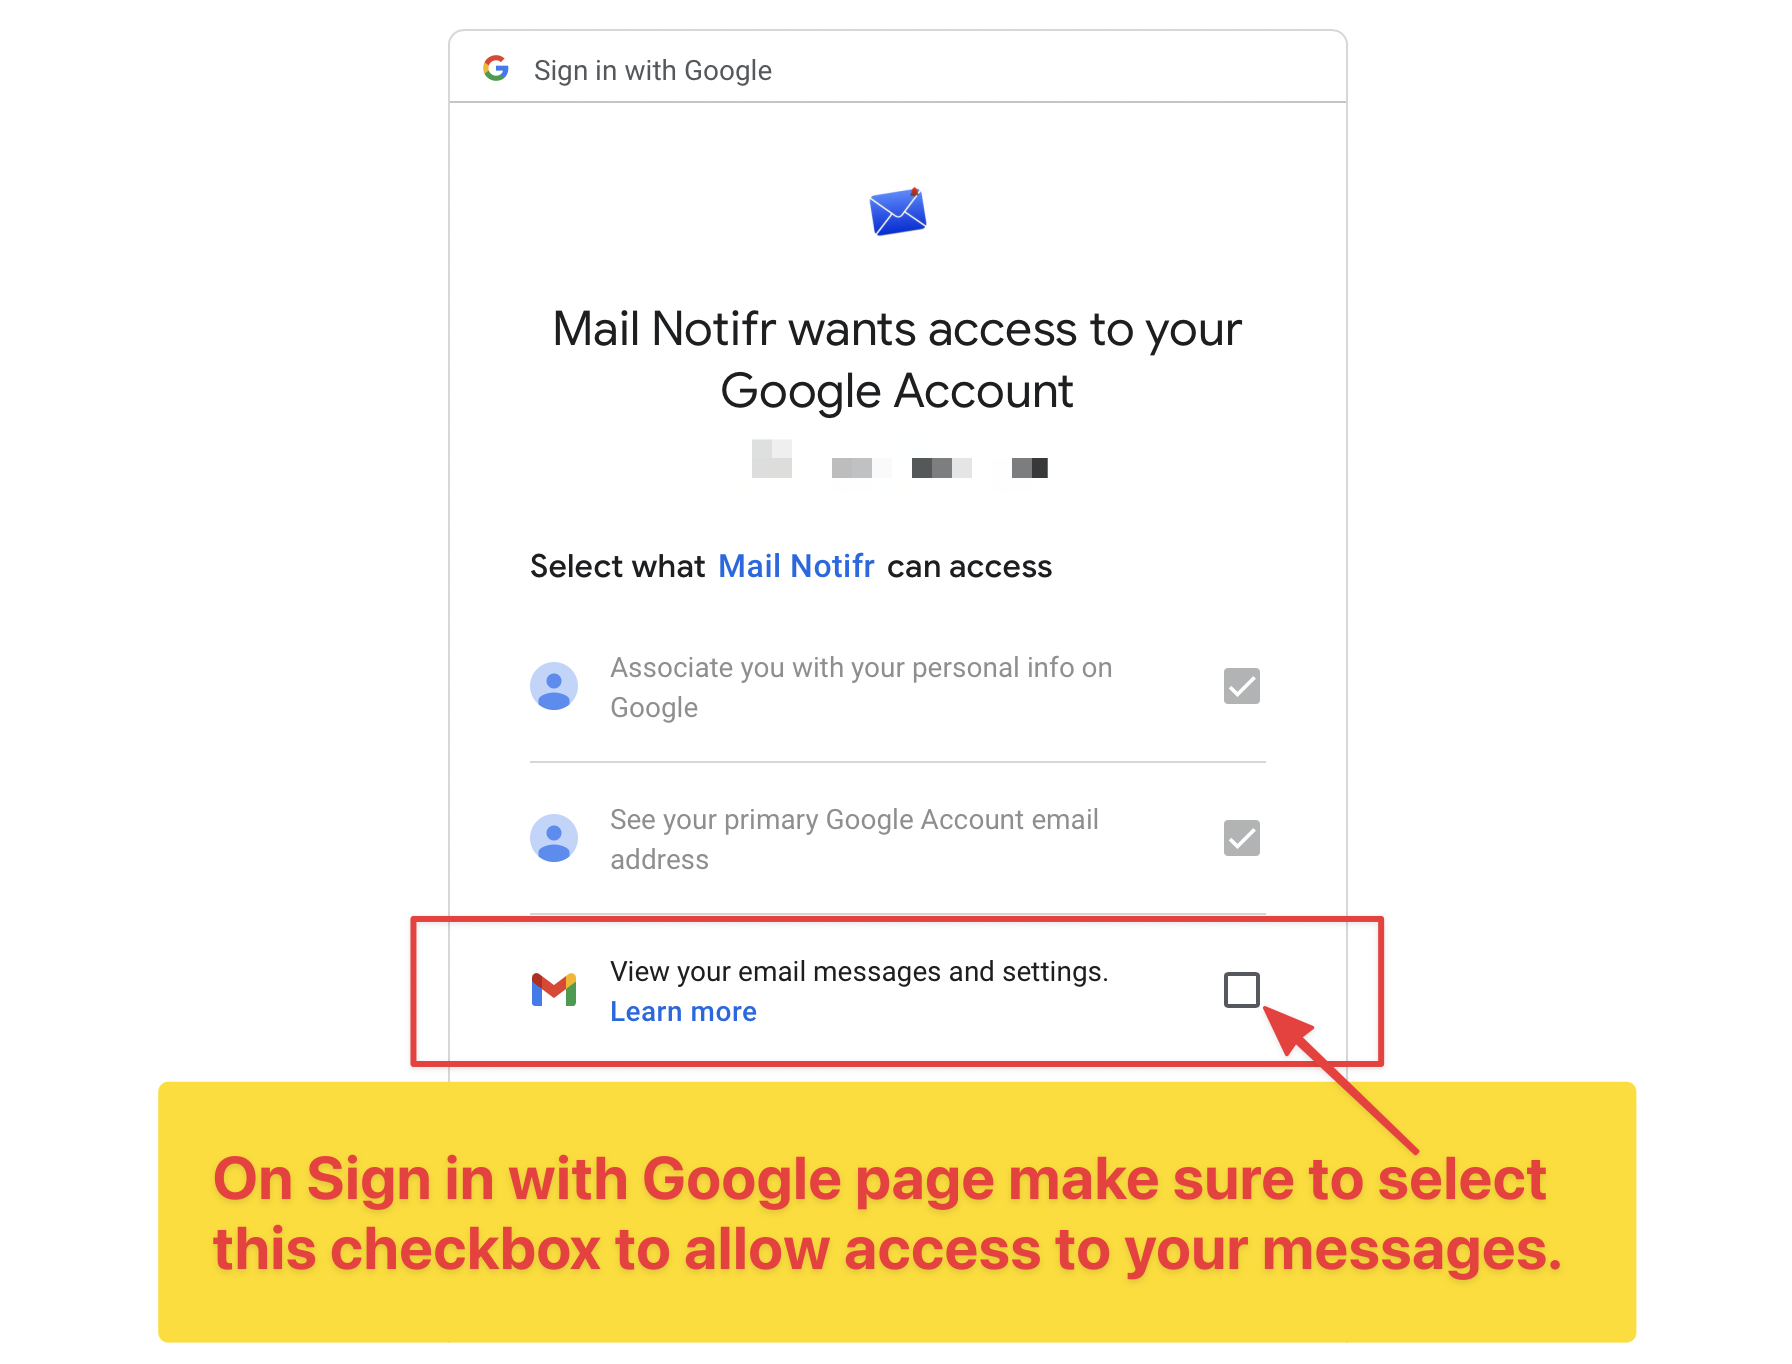 Sign in with Google
Mail Notifr wants access to your
Google Account
Select what Mail Notifr can access
Associate you with your personal info on
Google
See your primary Google Account email
address
View your email messages and settings.
Learn more
On Sign in with Google page make sure to select
this checkbox to allow access to your messages.